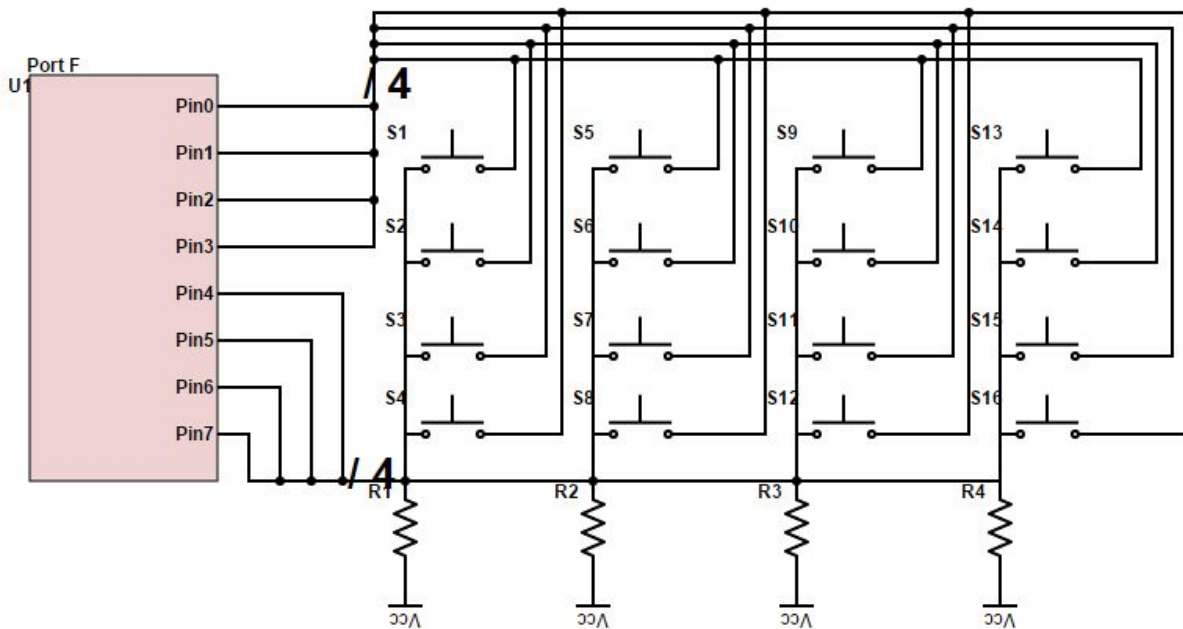 Port F
U1
/ 4
Pin0
Pin1
Pin2
Pin3
Pin4
Pin5
Pin6
Pin7
S1 S5 S9 S13
S2 S6 S10 S14
S3 S7 S11 S15
S4 S8 S12 S16
/ 4
R1 R2 R3 R4
Vcc Vcc Vcc Vcc